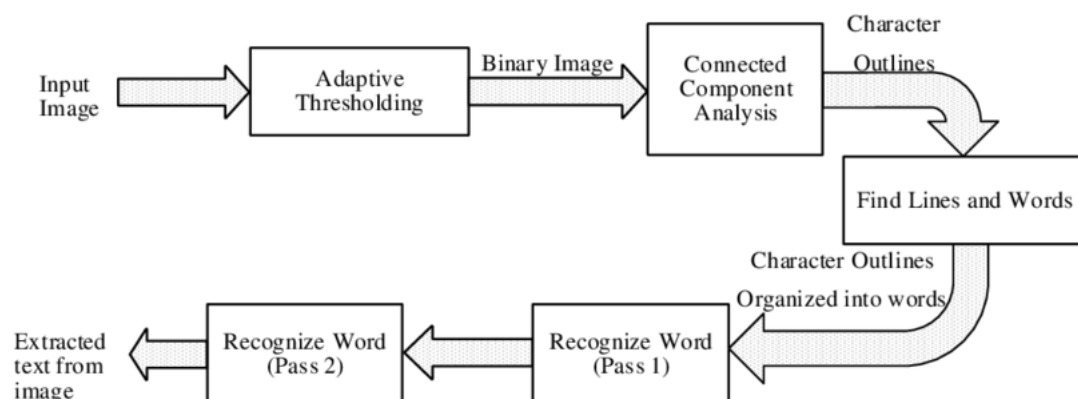 Input
Image
Adaptive
Thresholding
Binary Image
Connected
Component
Analysis
Character
Outlines
Find Lines and Words
Character Outlines
Organized into words
Recognize Word
(Pass 1)
Recognize Word
(Pass 2)
Extracted
text from
image